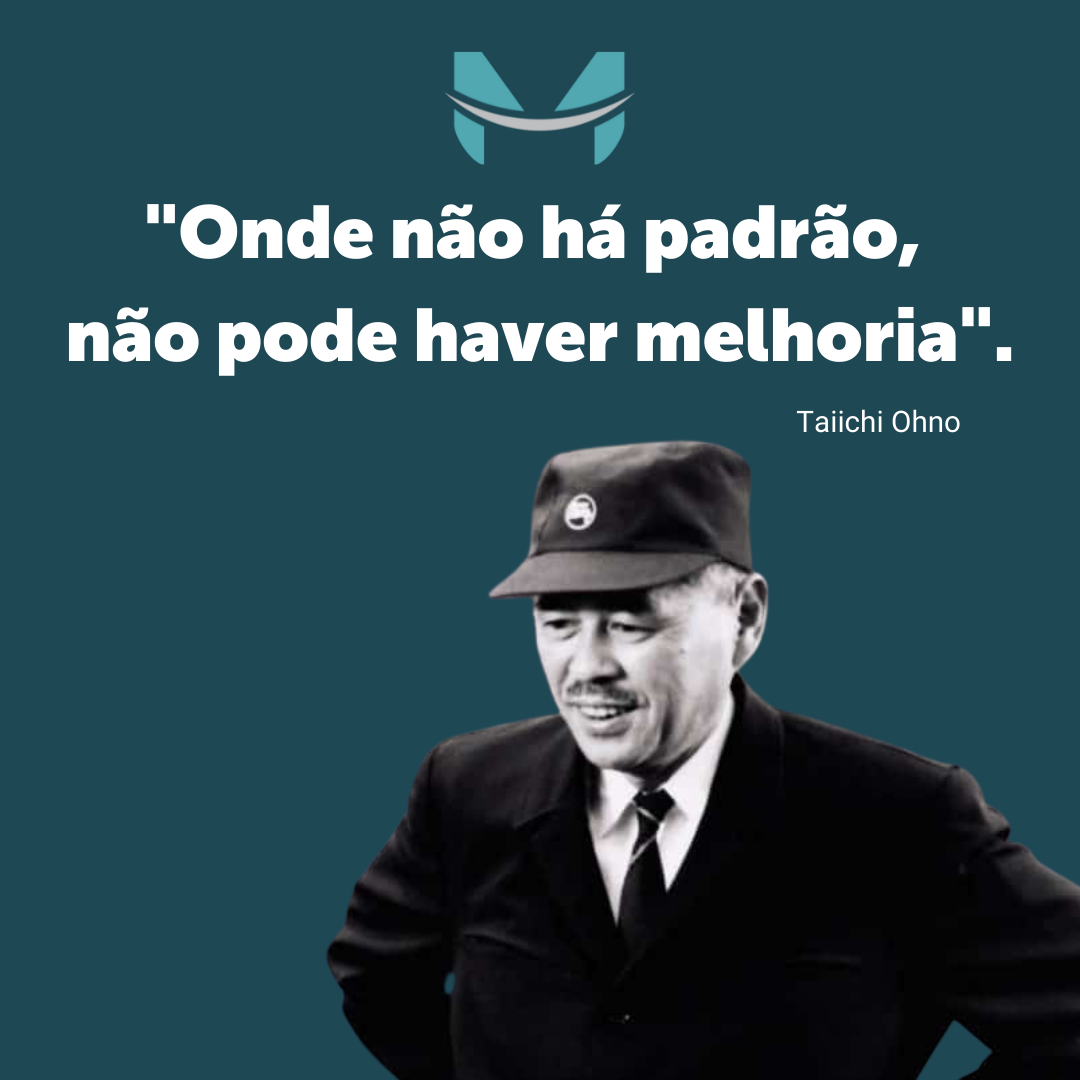 "Onde não há padrão,
não pode haver melhoria".
Taiichi Ohno